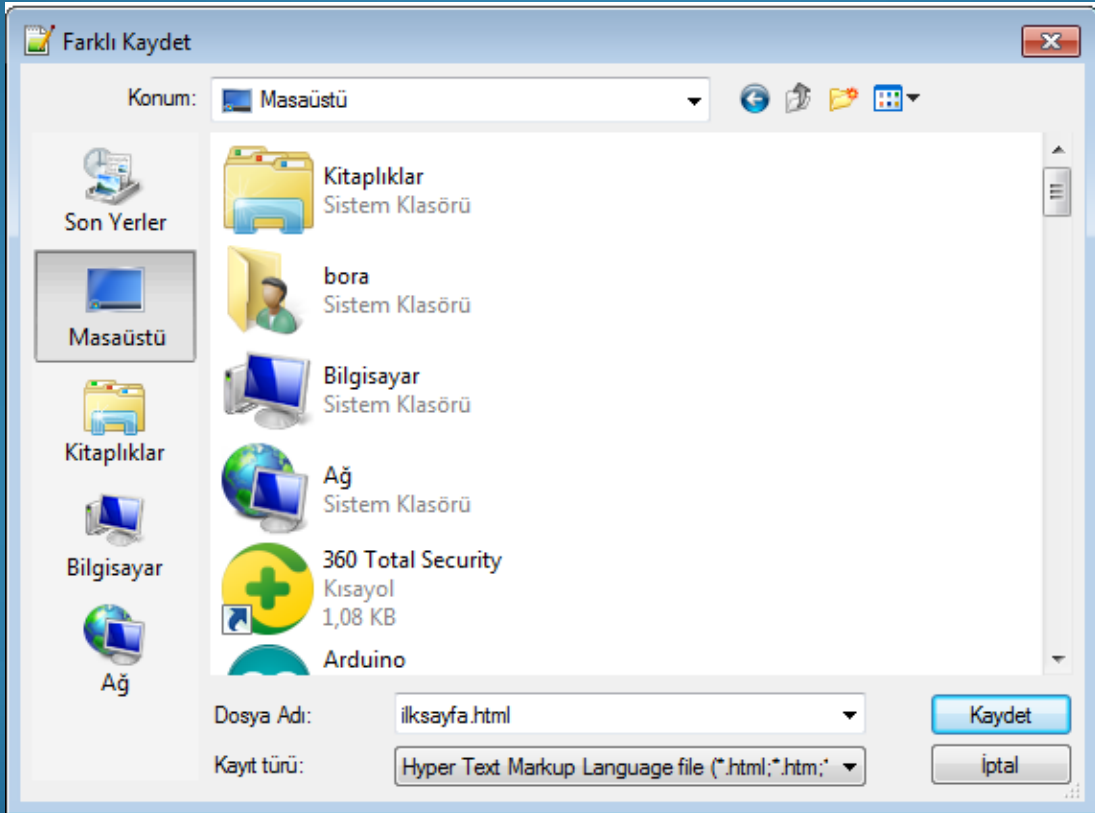 Farklı Kaydet
Konum:
Masaüstü
Son Yerler
Masaüstü
Kitaplıklar
Bilgisayar
Ağ
Kitaplıklar
Sistem Klasörü
bora
Sistem Klasörü
Bilgisayar
Sistem Klasörü
Ağ
Sistem Klasörü
360 Total Security
Kısayol
1,08 KB
Arduino
Dosya Adı:
ilksayfa.html
Kaydet
Kayıt türü:
Hyper Text Markup Language file (*.html;*.htm;*
İptal